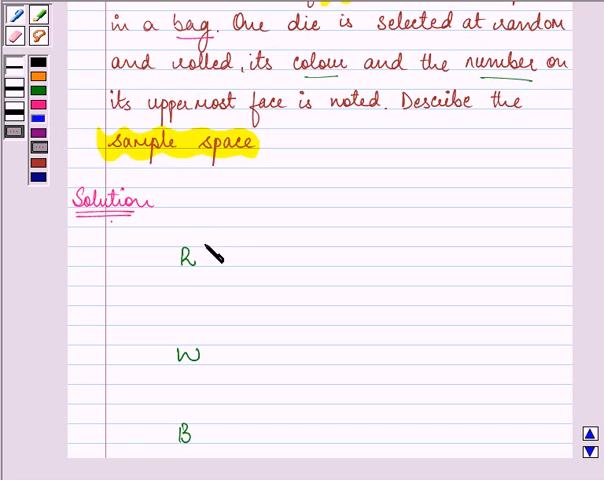 in a bag. One die is selected at random
and rolled, its colour and the number on
its uppermost face is noted. Describe the
sample space
Solution
R
W
B